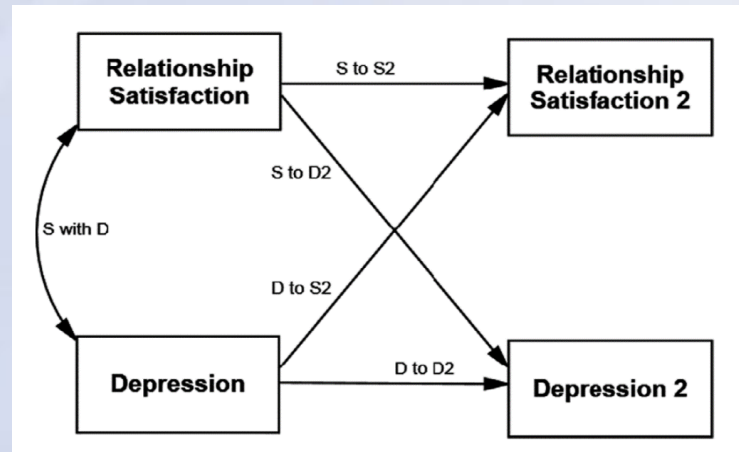 Relationship
Satisfaction
S to S2
Relationship
Satisfaction 2
S to D2
S with D
D to S2
Depression
D to D2
Depression 2